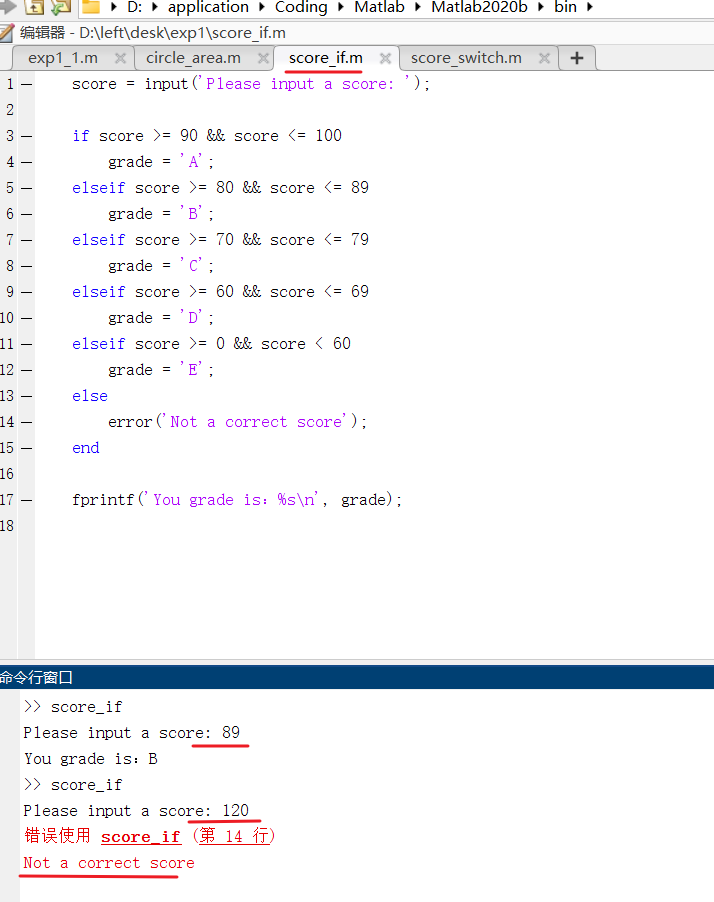 D: application Coding Matlab Matlab2020b bin
编辑器 - D:\left\desk\exp1\score_if.m
exp1_1.m circle_area.m score_if.m score_switch.m
1 score = input('Please input a score: ');
2
3 if score >= 90 && score <= 100
4 grade = 'A';
5 elseif score >= 80 && score <= 89
6 grade = 'B';
7 elseif score >= 70 && score <= 79
8 grade = 'C';
9 elseif score >= 60 && score <= 69
10 grade = 'D';
11 elseif score >= 0 && score < 60
12 grade = 'E';
13 else
14 error('Not a correct score');
15 end
16
17 fprintf('You grade is：%s\n', grade);
18
命令行窗口
>> score_if
Please input a score: 89
You grade is：B
>> score_if
Please input a score: 120
错误使用 score_if (第 14 行)
Not a correct score